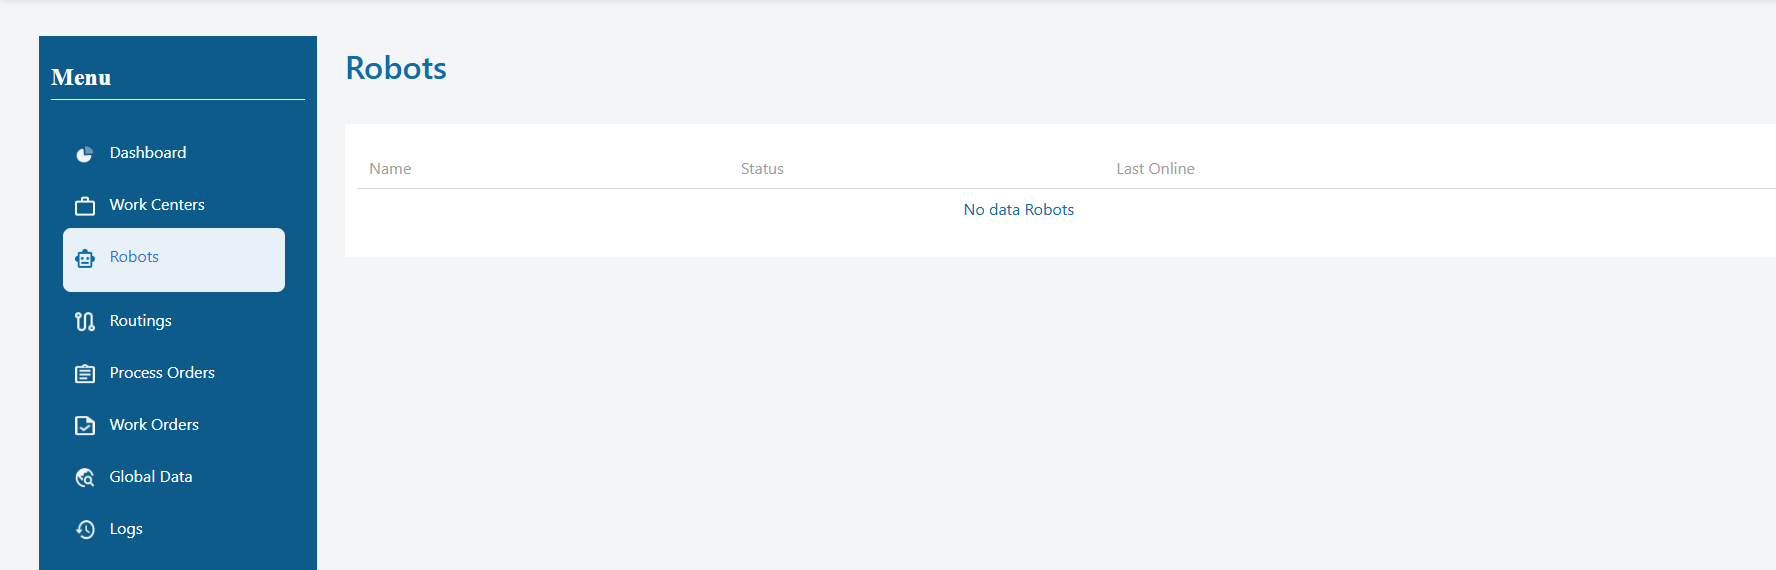 Menu
Dashboard
Work Centers
Robots
Routings
Process Orders
Work Orders
Global Data
Logs
Robots
Name Status Last Online
No data Robots